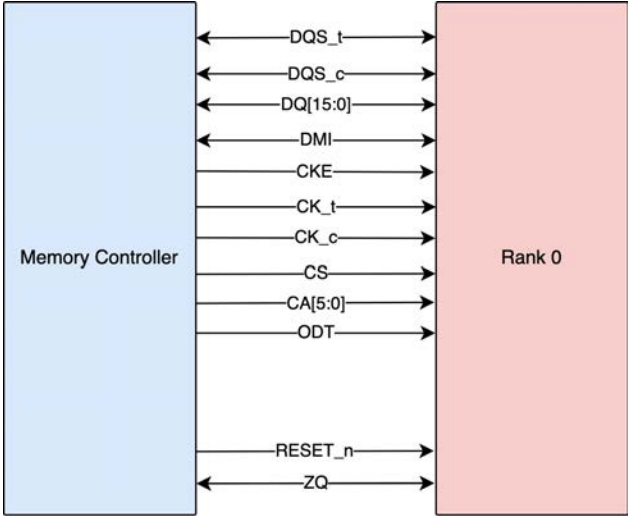 DQS_t
DQS_c
DQ[15:0]
DMI
CKE
CK_t
CK_c
Memory Controller
Rank 0
CS
CA[5:0]
ODT
RESET_n
ZQ